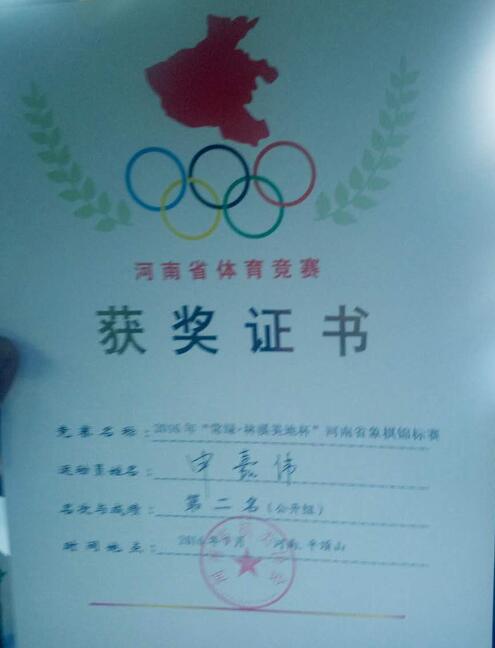 河南省体育竞赛
获奖证书
竞赛名称：2016年“常绿·林溪美地杯”河南省象棋锦标赛
运动员姓名：申嘉伟
名次与成绩：第二名（公开组）
时间地点：2016年 月 河南.平顶山